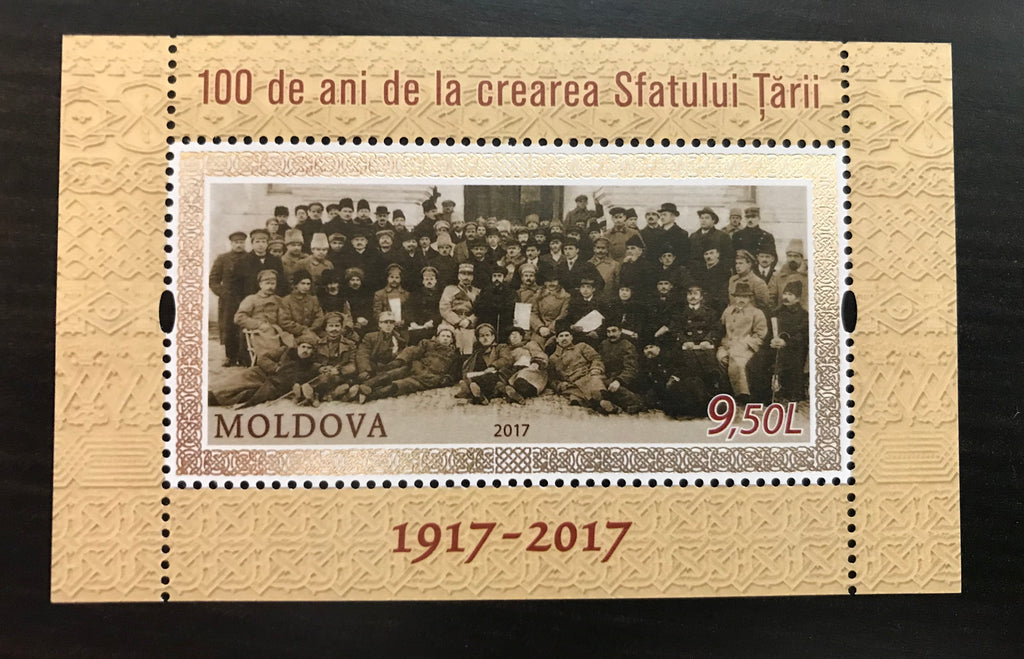 100 de ani de la crearea Sfatului Țării
MOLDOVA 2017 9,50L
1917-2017